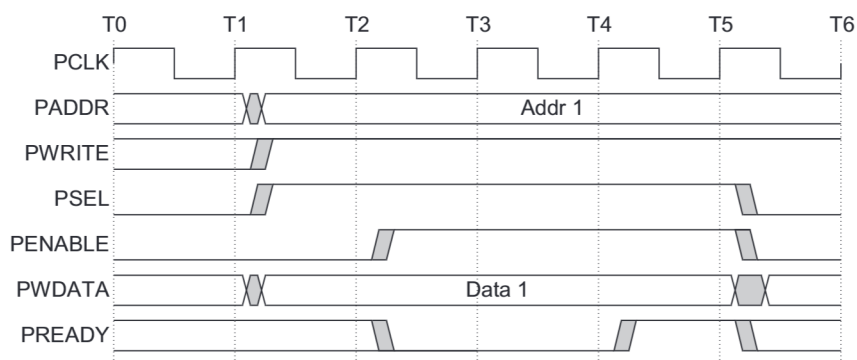 T0 T1 T2 T3 T4 T5 T6
PCLK
PADDR Addr 1
PWRITE
PSEL
PENABLE
PWDATA Data 1
PREADY